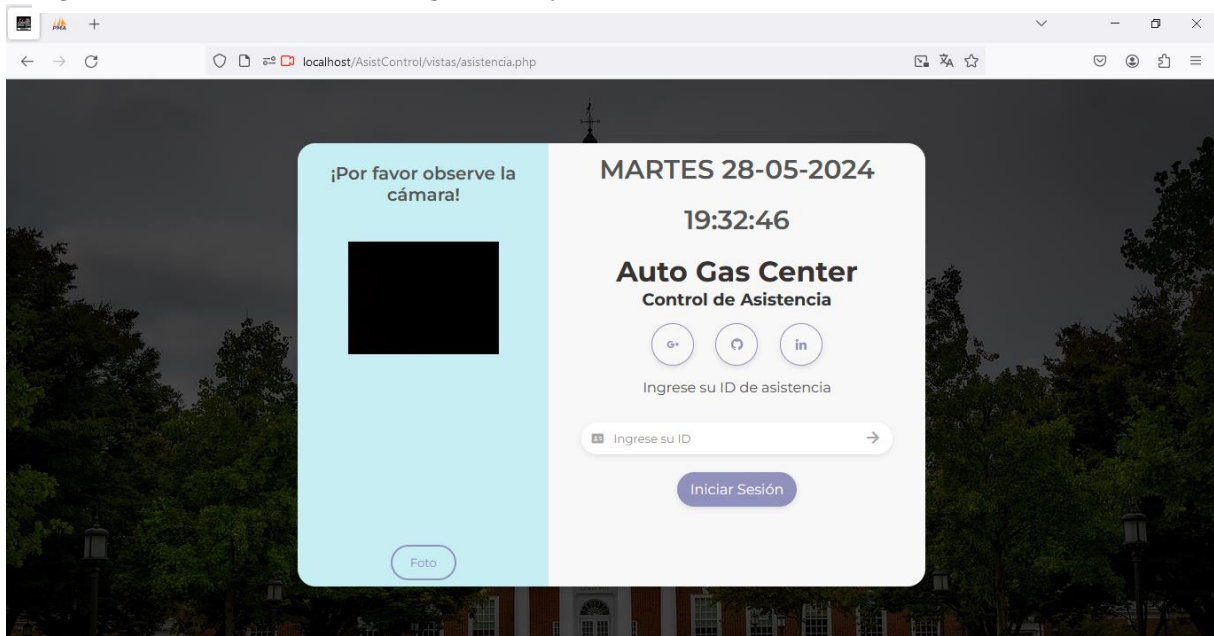 PMA
localhost/AsistControl/vistas/asistencia.php
¡Por favor observe la
cámara!
Foto
MARTES 28-05-2024
19:32:46
Auto Gas Center
Control de Asistencia
G+
in
Ingrese su ID de asistencia
Ingrese su ID
Iniciar Sesión